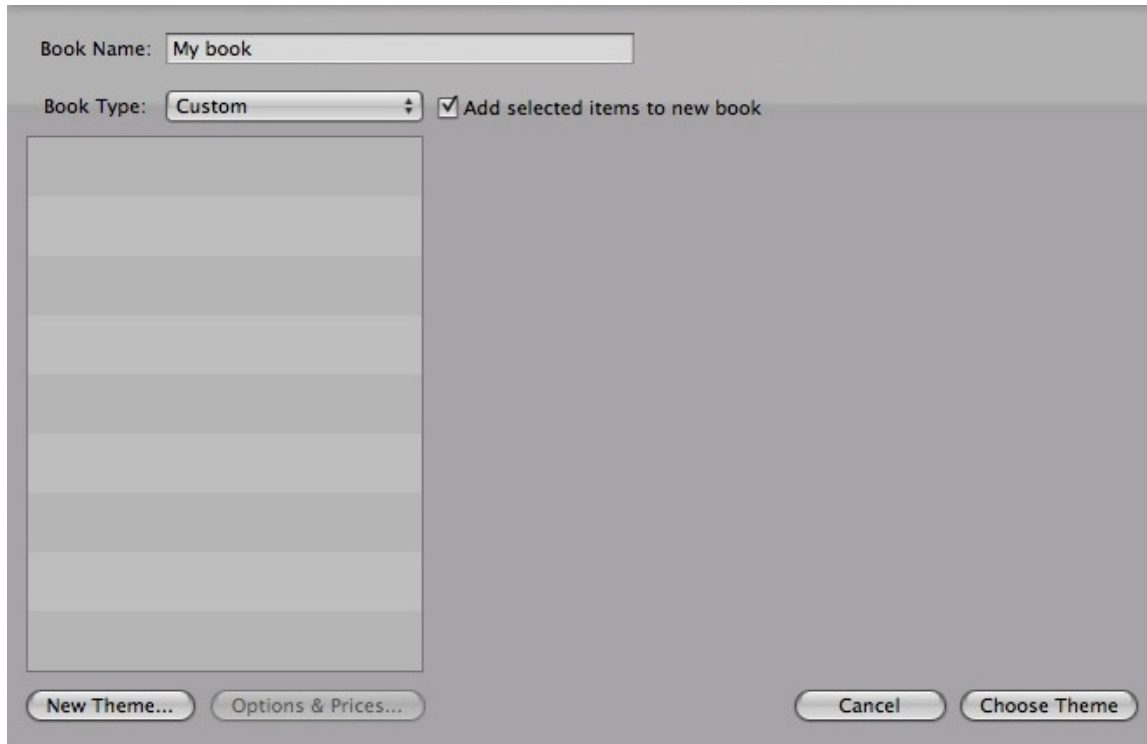 Book Name: My book
Book Type: Custom Add selected items to new book
New Theme... Options & Prices... Cancel Choose Theme